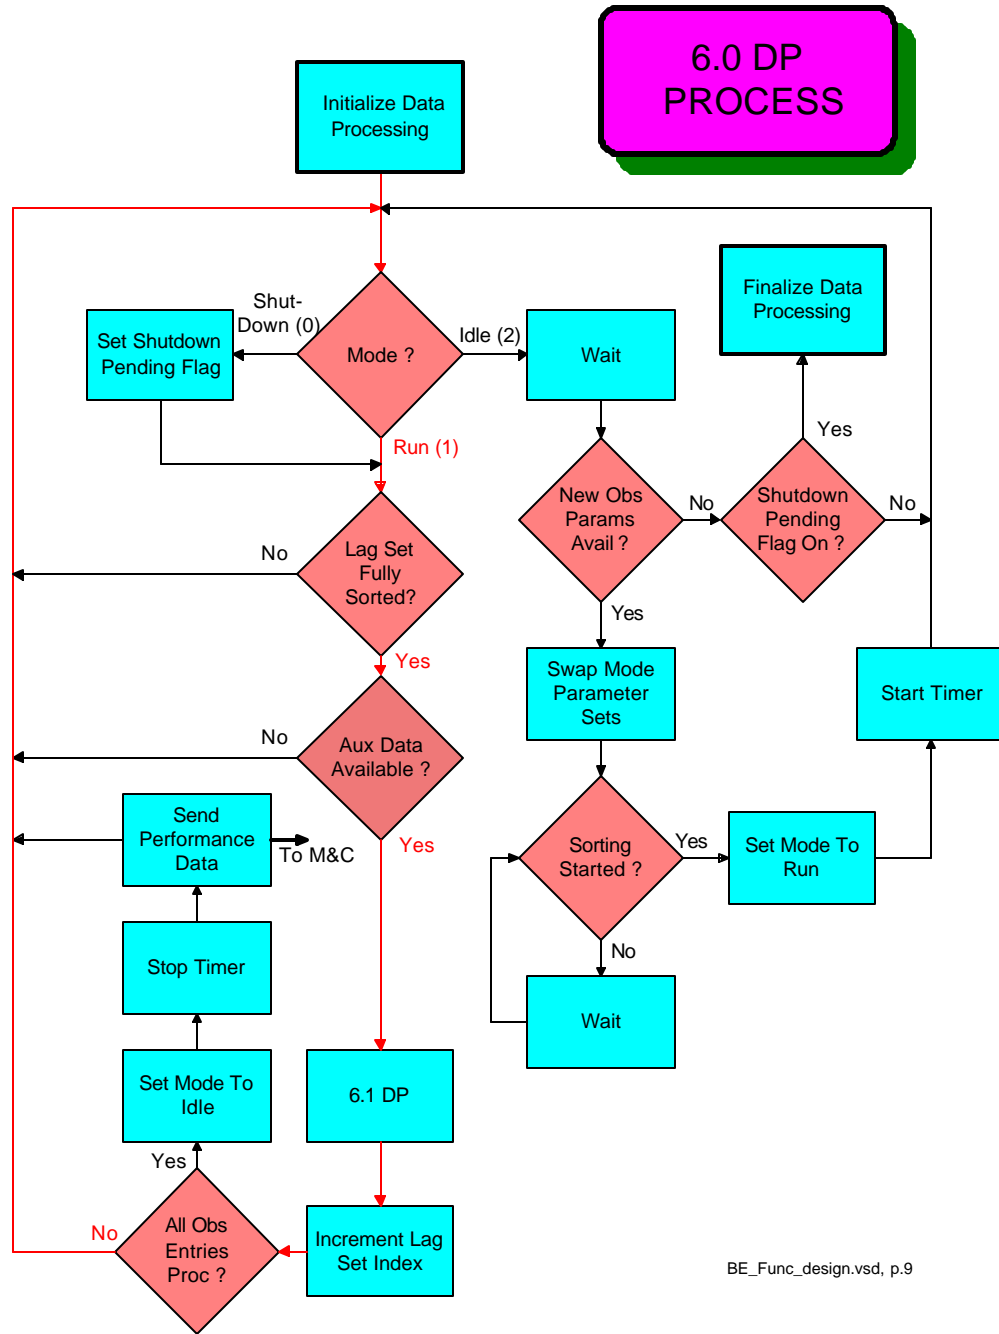 6.0 DP
PROCESS
Initialize Data
Processing
Shut-
Down (0)
Set Shutdown
Pending Flag
Mode ?
Idle (2)
Wait
Finalize Data
Processing
Run (1)
Yes
New Obs
Params
Avail ?
No
Shutdown
Pending
Flag On ?
No
No
Lag Set
Fully
Sorted?
Yes
Yes
Swap Mode
Parameter
Sets
Start Timer
No
Aux Data
Available ?
Send
Performance
Data
To M&C
Yes
Sorting
Started ?
Yes
Set Mode To
Run
No
Stop Timer
Wait
Set Mode To
Idle
6.1 DP
Yes
No
All Obs
Entries
Proc ?
Increment Lag
Set Index
BE_Func_design.vsd, p.9